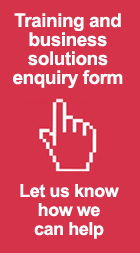 Training and
business
solutions
enquiry form
Let us know
how we
can help